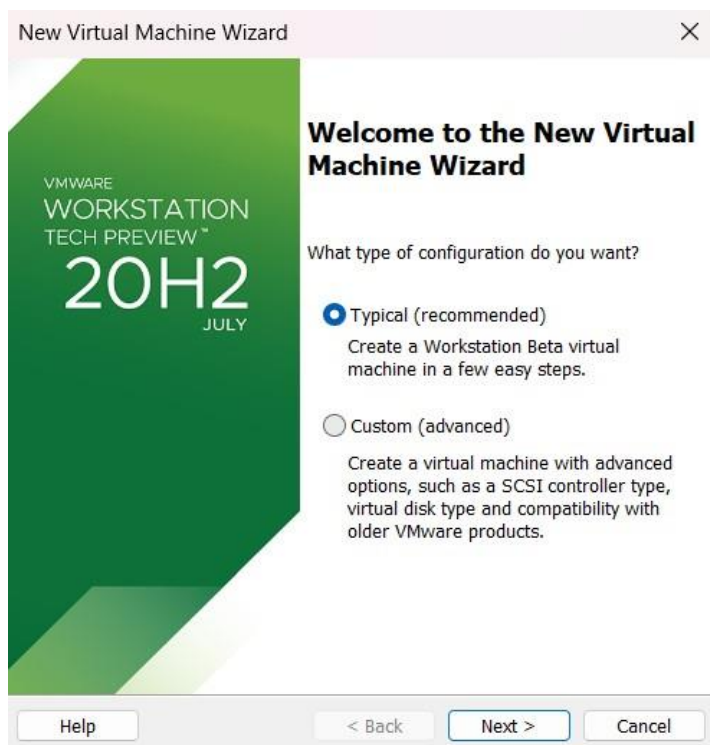 New Virtual Machine Wizard
VMWARE
WORKSTATION
TECH PREVIEW™
20H2
JULY
Welcome to the New Virtual
Machine Wizard
What type of configuration do you want?
Typical (recommended)
Create a Workstation Beta virtual
machine in a few easy steps.
Custom (advanced)
Create a virtual machine with advanced
options, such as a SCSI controller type,
virtual disk type and compatibility with
older VMware products.
Help
< Back
Next >
Cancel